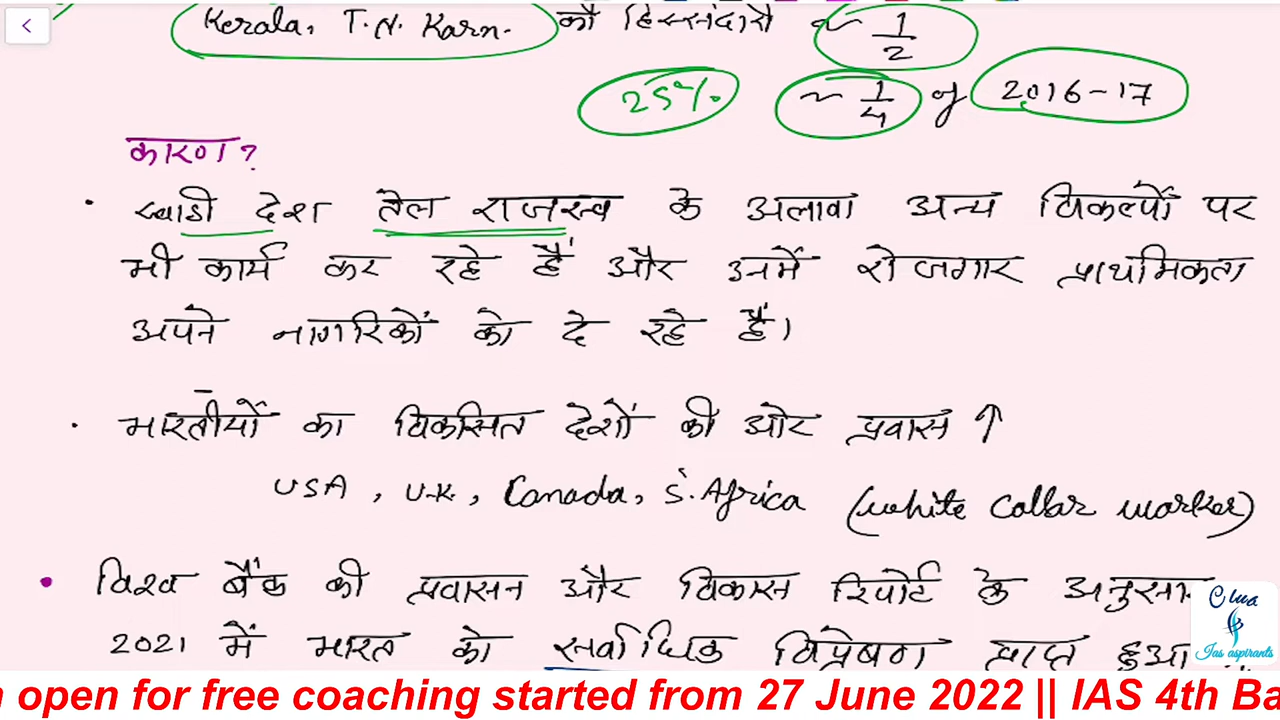 Kerala, T.N. Karn. की हिस्सेदारी ~ 1/2
25% ~ 1/4 of 2016-17
कारण?
• खाडी देश तेल राजस्व के अलावा अन्य विकल्पों पर
भी कार्य कर रहे हैं और उनमें रोजगार प्राथमिकता
अपने नागरिकों को दे रहे हैं।
• भारतीयों का विकसित देशों की ओर प्रवास ↑
USA, U.K., Canada, S. Africa (white collar worker)
• विश्व बैंक की प्रवासन और विकास रिपोर्ट के अनुसार
2021 में भारत को सर्वाधिक विप्रेषण प्राप्त हुआ
Ias aspirants
n open for free coaching started from 27 June 2022 || IAS 4th Ba